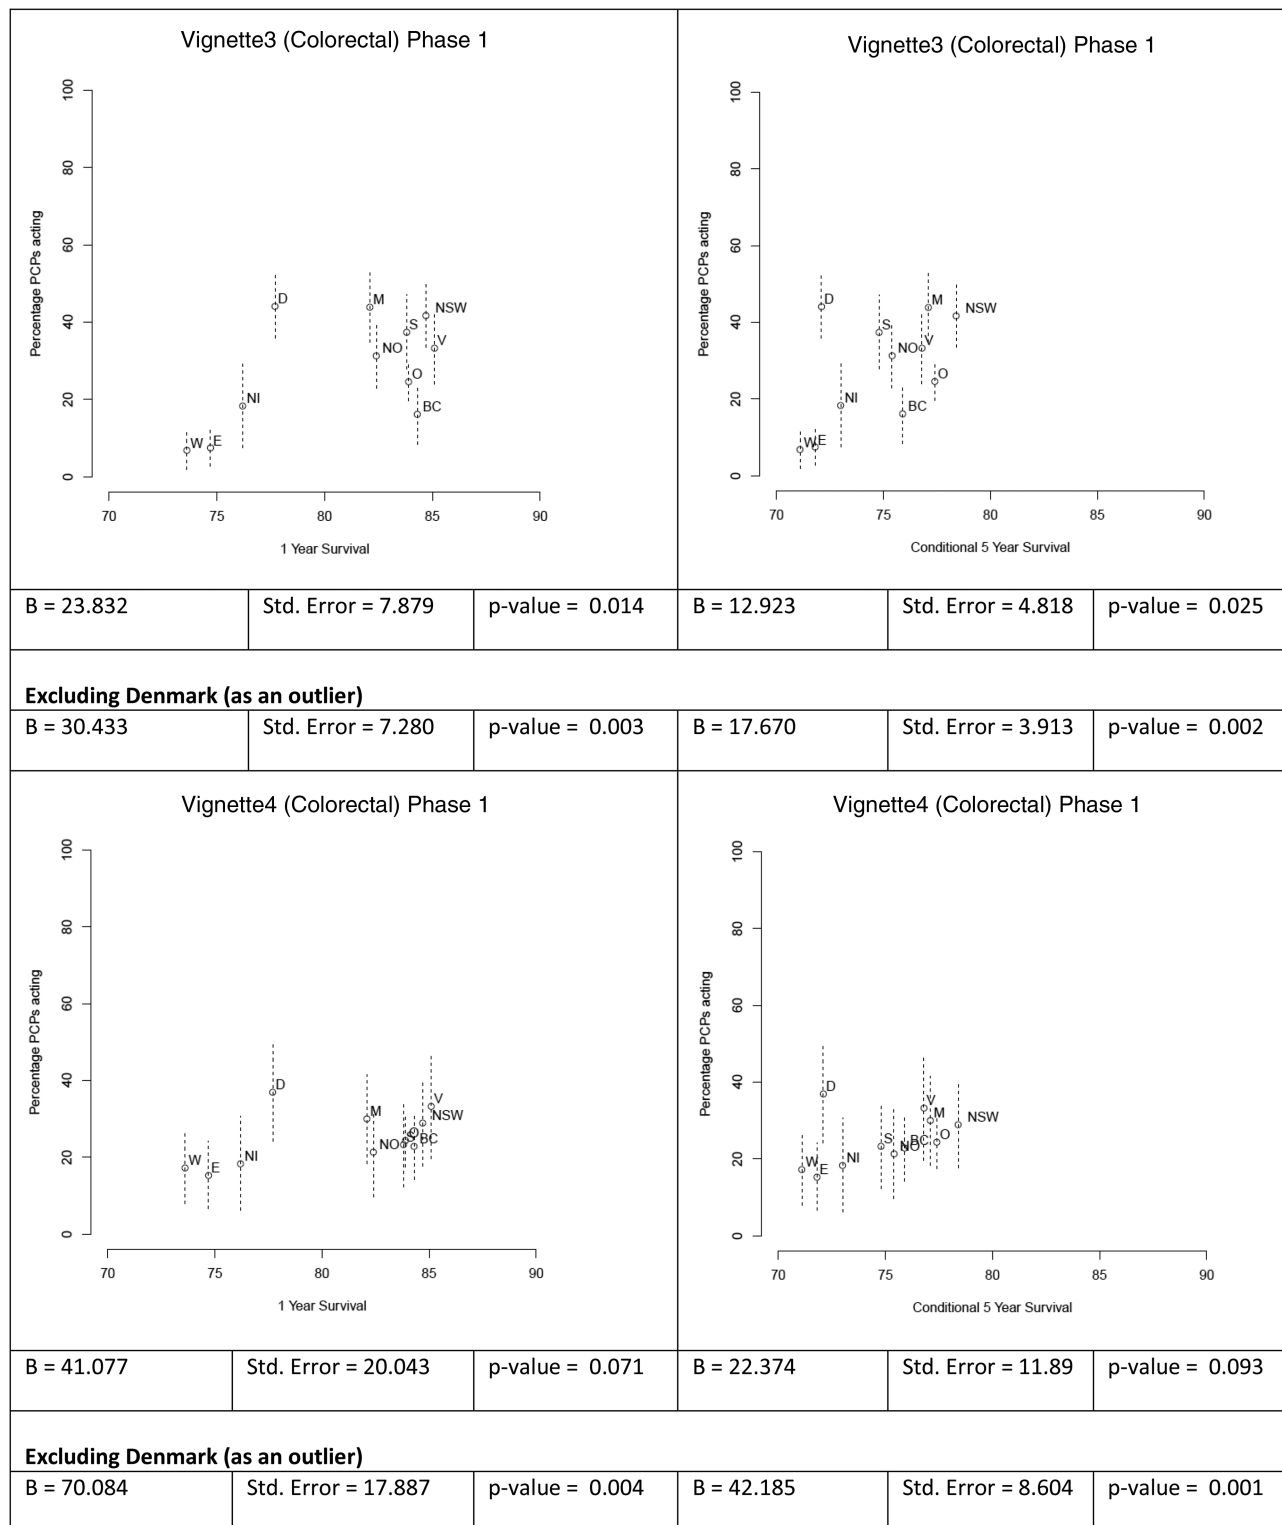 Vignette3 (Colorectal) Phase 1
100
80
60
40
20
0
Percentage PCPs acting
D
M
NSW
S
V
NO
O
NI
BC
W
E
70 75 80 85 90
1 Year Survival
Vignette3 (Colorectal) Phase 1
100
80
60
40
20
0
Percentage PCPs acting
D
M
NSW
S
V
NO
O
NI
BC
W
E
70 75 80 85 90
Conditional 5 Year Survival
B = 23.832 Std. Error = 7.879 p-value = 0.014 B = 12.923 Std. Error = 4.818 p-value = 0.025
Excluding Denmark (as an outlier)
B = 30.433 Std. Error = 7.280 p-value = 0.003 B = 17.670 Std. Error = 3.913 p-value = 0.002
Vignette4 (Colorectal) Phase 1
100
80
60
40
20
0
Percentage PCPs acting
D
V
M
NSW
O
S
BC
NO
NI
W
E
70 75 80 85 90
1 Year Survival
Vignette4 (Colorectal) Phase 1
100
80
60
40
20
0
Percentage PCPs acting
D
V
M
NSW
O
S
BC
NO
NI
W
E
70 75 80 85 90
Conditional 5 Year Survival
B = 41.077 Std. Error = 20.043 p-value = 0.071 B = 22.374 Std. Error = 11.89 p-value = 0.093
Excluding Denmark (as an outlier)
B = 70.084 Std. Error = 17.887 p-value = 0.004 B = 42.185 Std. Error = 8.604 p-value = 0.001